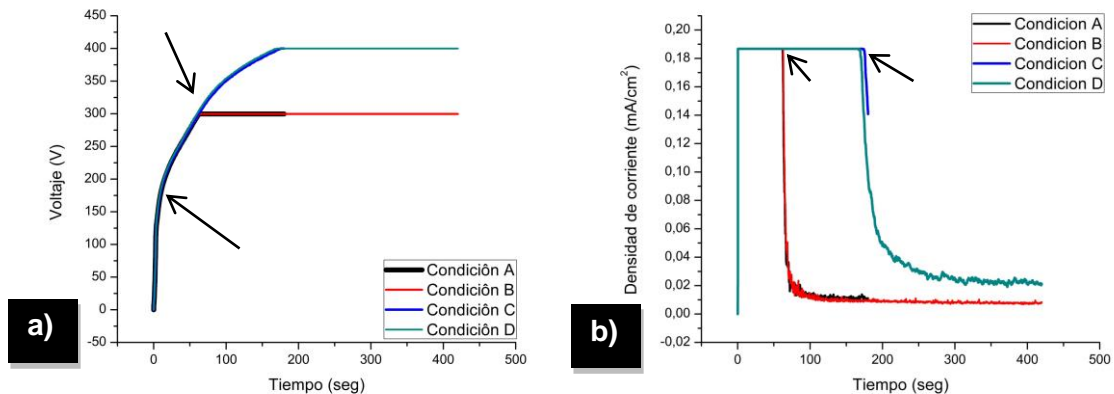 450
400
350
300
250
200
150
100
50
0
-50
0 100 200 300 400 500
Voltaje (V)
Tiempo (seg)
Condiciôn A
Condiciôn B
Condiciôn C
Condiciôn D
a)
0,20
0,18
0,16
0,14
0,12
0,10
0,08
0,06
0,04
0,02
0,00
-0,02
0 100 200 300 400 500
Densidad de corriente (mA/cm²)
Tiempo (seg)
Condicion A
Condicion B
Condicion C
Condicion D
b)